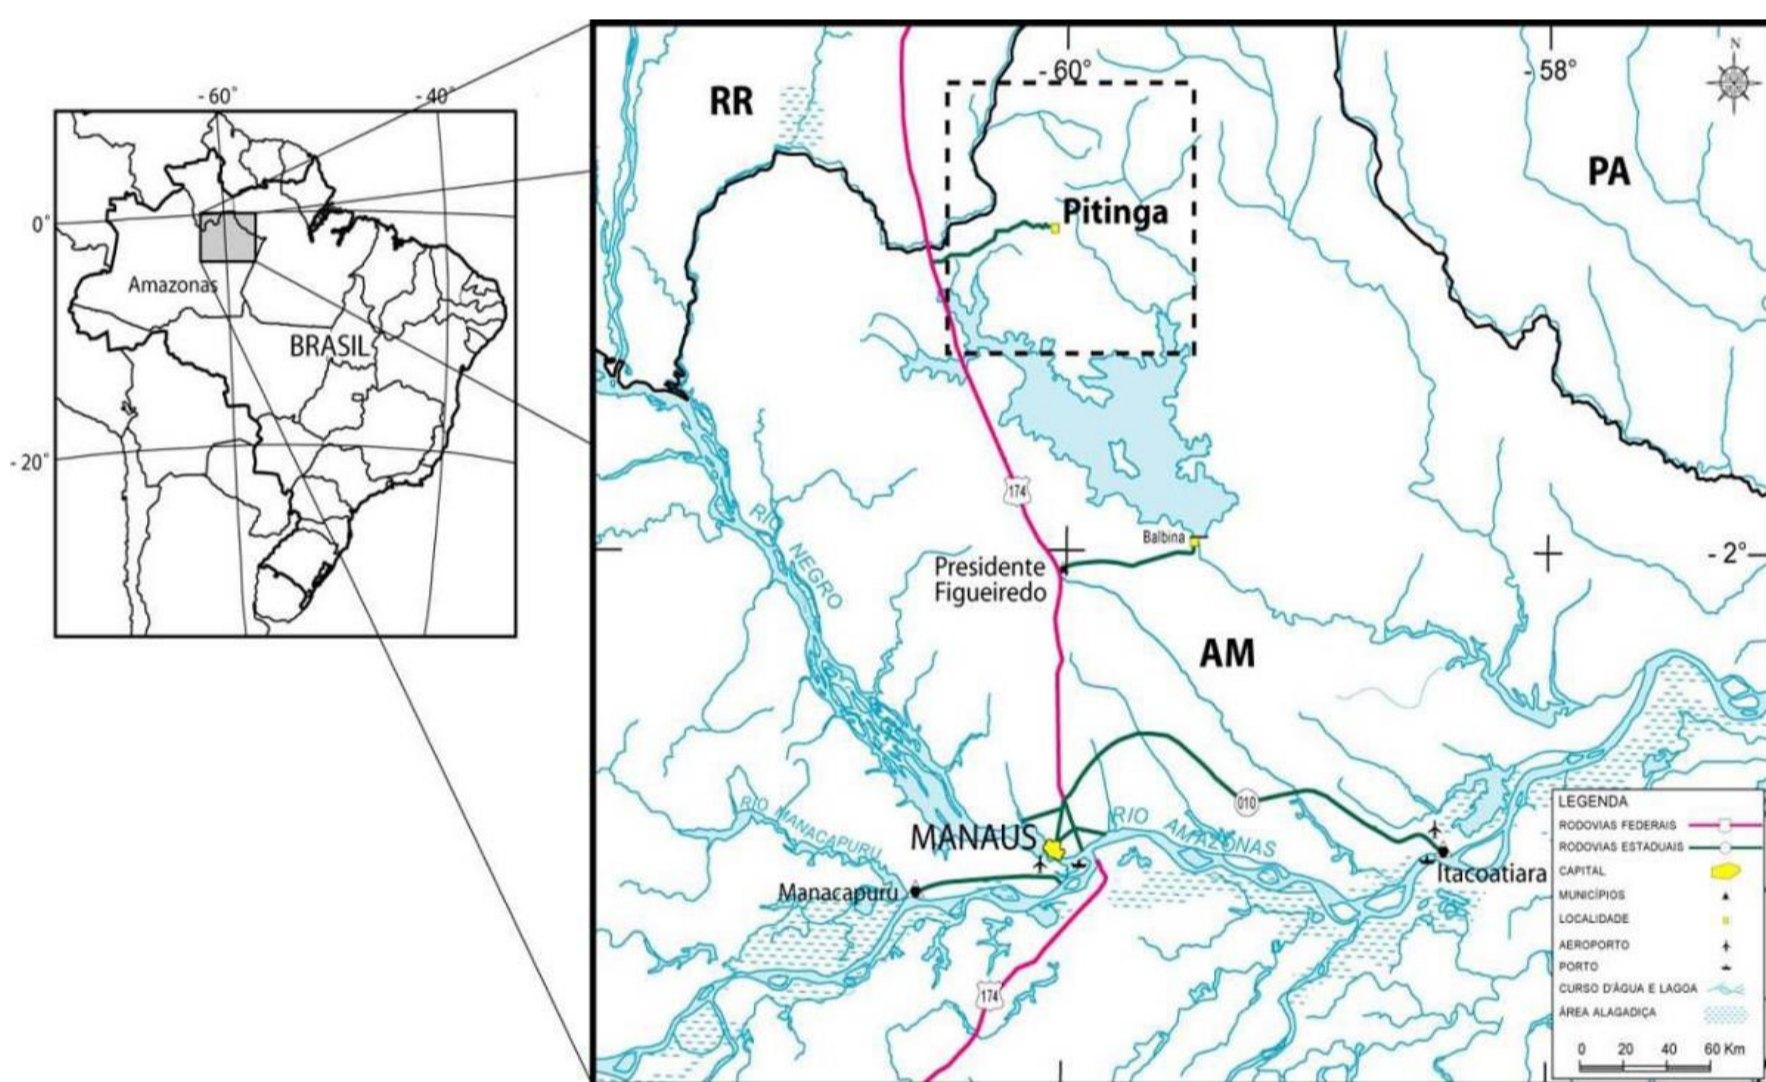 - 60°
- 40°
0°
Amazonas
BRASIL
- 20°
N
- 60°
- 58°
RR
PA
Pitinga
174
RIO NEGRO
Balbina
- 2°
Presidente
Figueiredo
AM
RIO MANACAPURU
MANAUS
RIO AMAZONAS
010
Manacapuru
Itacoatiara
174
LEGENDA
RODOVIAS FEDERAIS
RODOVIAS ESTADUAIS
CAPITAL
MUNICÍPIOS
LOCALIDADE
AEROPORTO
PORTO
CURSO D'ÁGUA E LAGOA
ÁREA ALAGADIÇA
0 20 40 60 Km